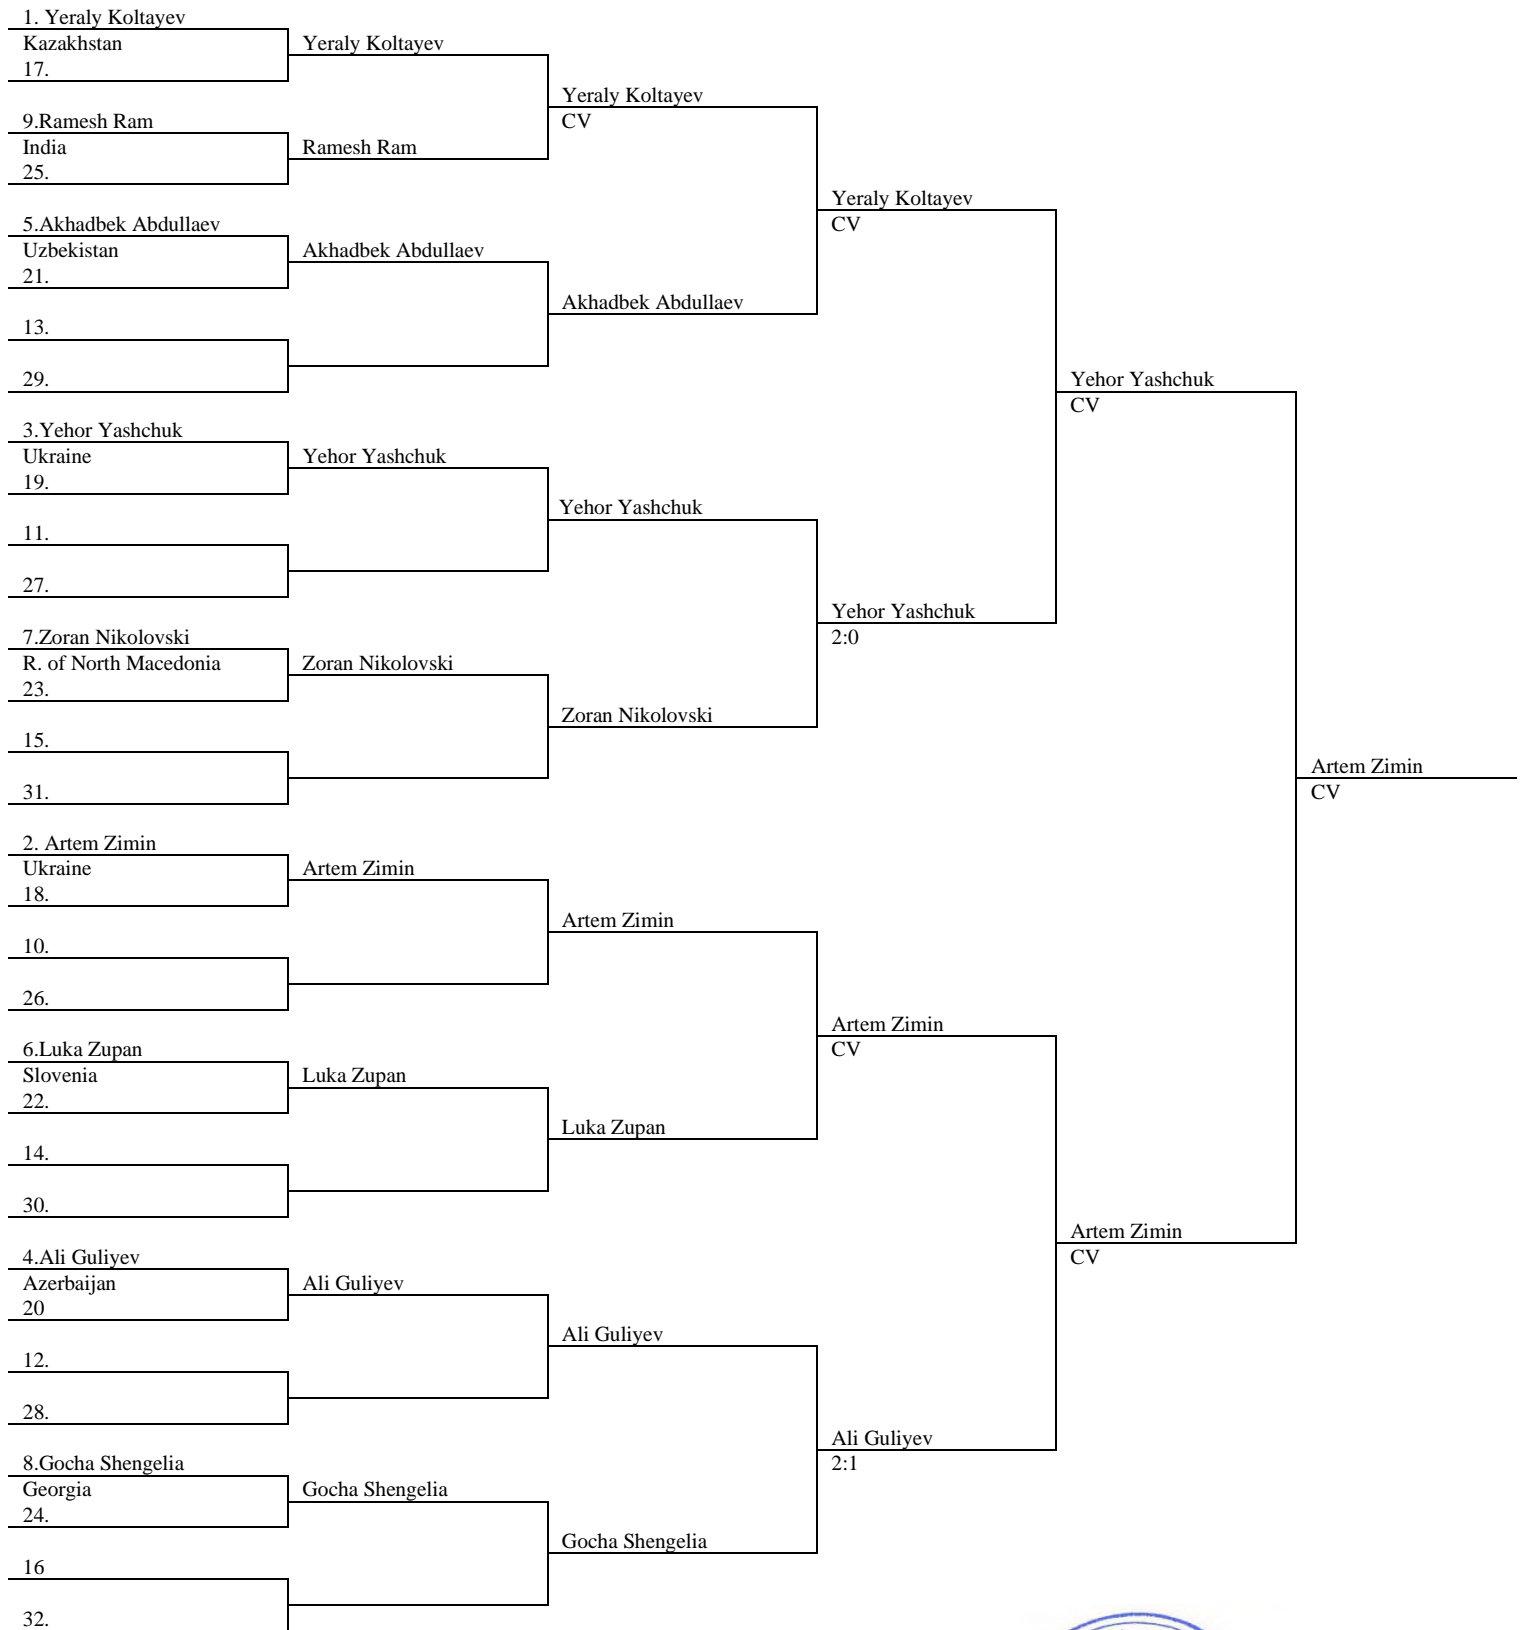 1. Yeraly Koltayev
Kazakhstan
17.
9.Ramesh Ram
India
25.
5.Akhadbek Abdullaev
Uzbekistan
21.
13.
29.
3.Yehor Yashchuk
Ukraine
19.
11.
27.
7.Zoran Nikolovski
R. of North Macedonia
23.
15.
31.
2. Artem Zimin
Ukraine
18.
10.
26.
6.Luka Zupan
Slovenia
22.
14.
30.
4.Ali Guliyev
Azerbaijan
20
12.
28.
8.Gocha Shengelia
Georgia
24.
16
32.
Yeraly Koltayev
Ramesh Ram
Akhadbek Abdullaev
Yehor Yashchuk
Zoran Nikolovski
Artem Zimin
Luka Zupan
Ali Guliyev
Gocha Shengelia
Yeraly Koltayev
CV
Akhadbek Abdullaev
Yehor Yashchuk
Zoran Nikolovski
Artem Zimin
Luka Zupan
Ali Guliyev
Gocha Shengelia
Yeraly Koltayev
CV
Yehor Yashchuk
2:0
Artem Zimin
CV
Ali Guliyev
2:1
Yehor Yashchuk
CV
Artem Zimin
CV
Artem Zimin
CV